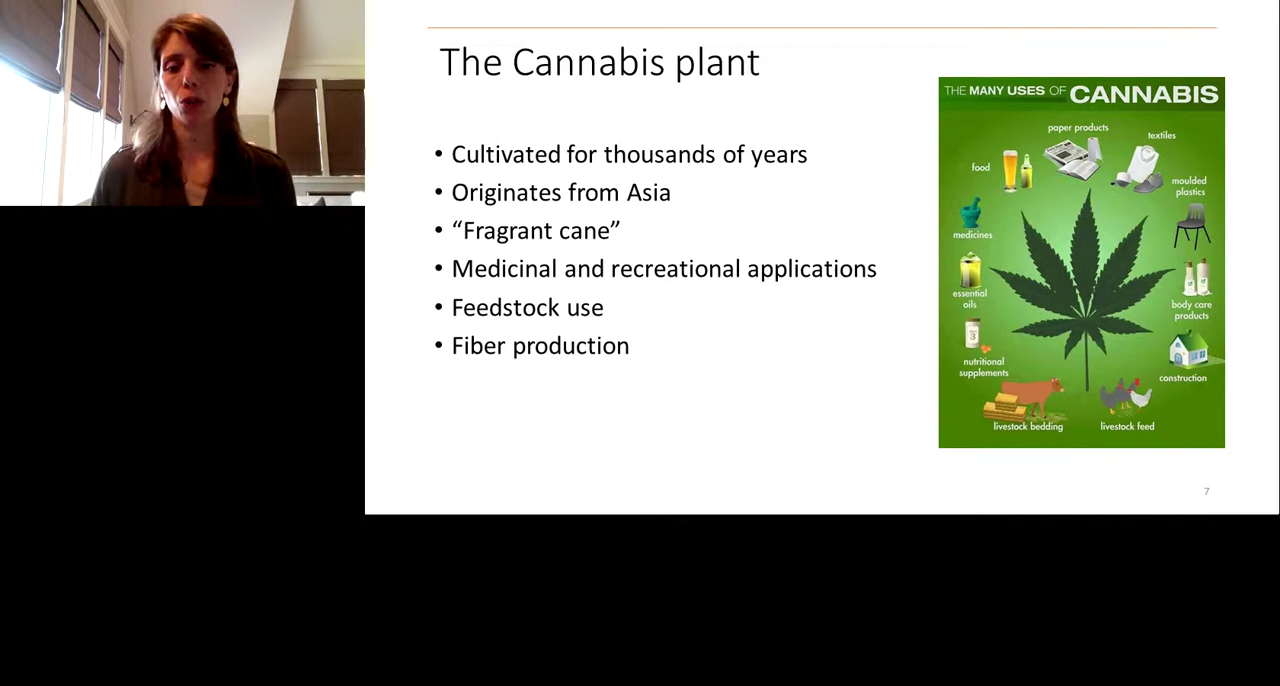 The Cannabis plant
• Cultivated for thousands of years
• Originates from Asia
• “Fragrant cane”
• Medicinal and recreational applications
• Feedstock use
• Fiber production
THE MANY USES OF CANNABIS
paper products
textiles
food
moulded
plastics
medicines
essential
oils
body care
products
nutritional
supplements
construction
livestock bedding
livestock feed
7